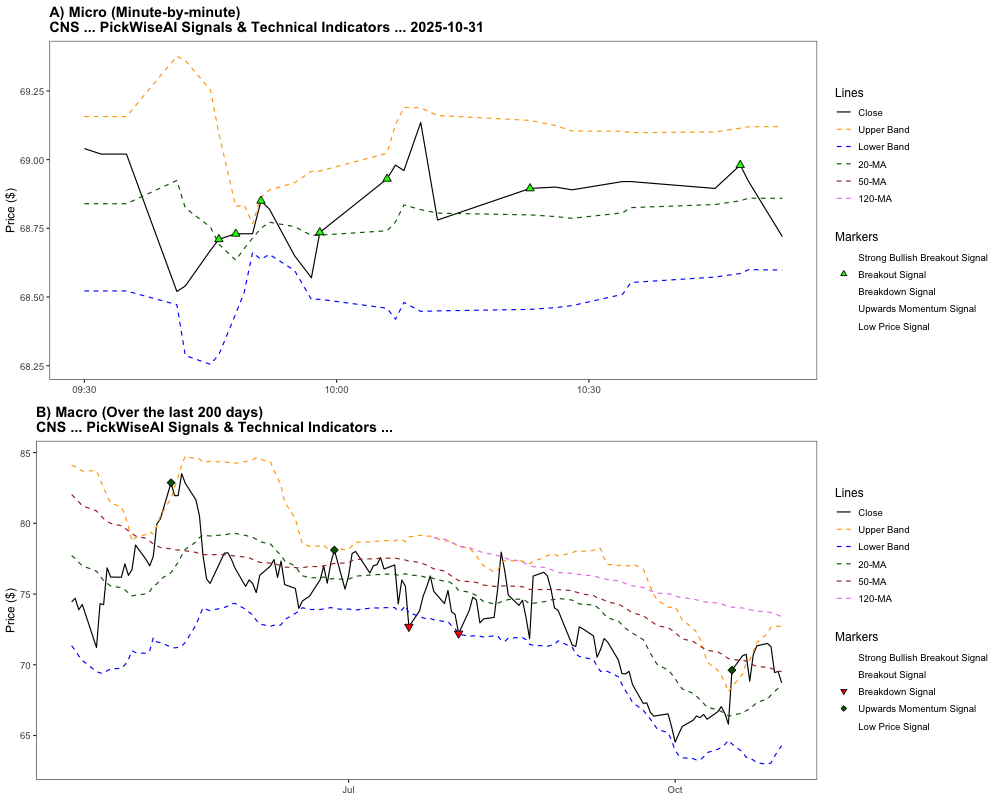 A) Micro (Minute-by-minute)
CNS ... PickWiseAI Signals & Technical Indicators ... 2025-10-31
Price ($)
69.25
69.00
68.75
68.50
68.25
09:30
10:00
10:30
Lines
Close
Upper Band
Lower Band
20-MA
50-MA
120-MA
Markers
Strong Bullish Breakout Signal
Breakout Signal
Breakdown Signal
Upwards Momentum Signal
Low Price Signal
B) Macro (Over the last 200 days)
CNS ... PickWiseAI Signals & Technical Indicators ...
Price ($)
85
80
75
70
65
Jul
Oct
Lines
Close
Upper Band
Lower Band
20-MA
50-MA
120-MA
Markers
Strong Bullish Breakout Signal
Breakout Signal
Breakdown Signal
Upwards Momentum Signal
Low Price Signal